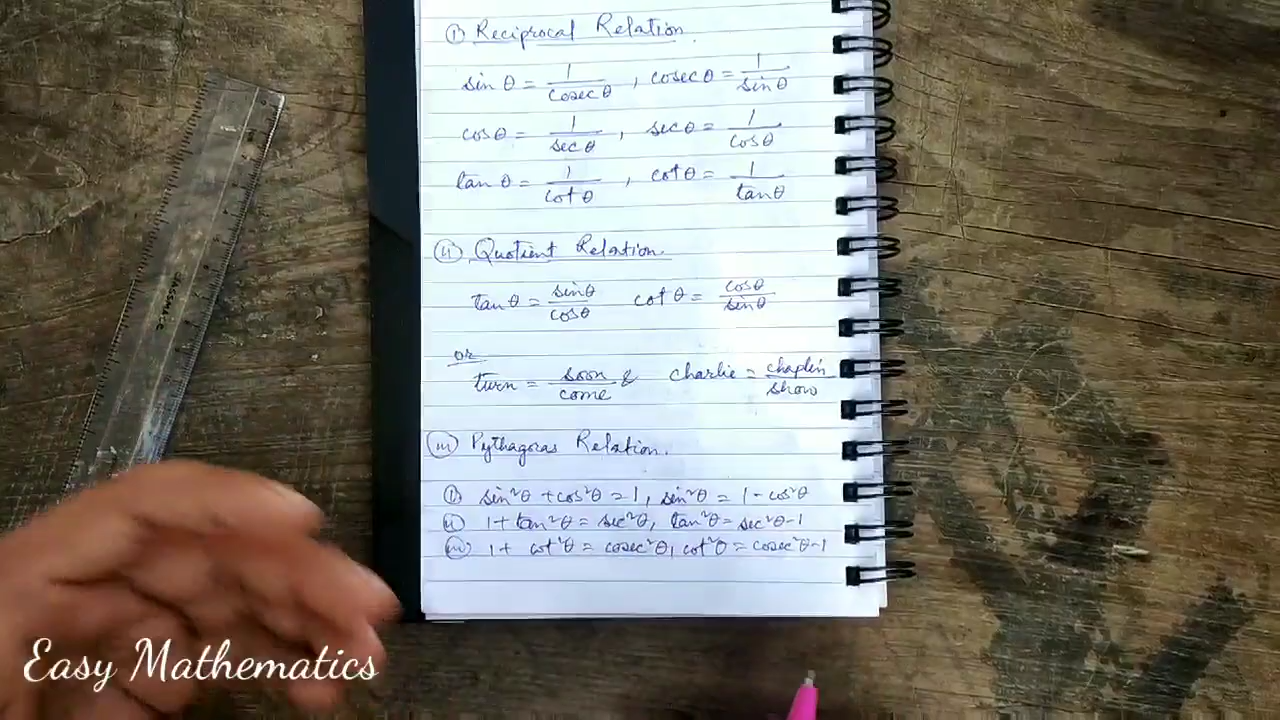 (i) Reciprocal Relation
sin θ = 1/cosec θ , cosec θ = 1/sin θ
cos θ = 1/sec θ , sec θ = 1/cos θ
tan θ = 1/cot θ , cot θ = 1/tan θ
(ii) Quotient Relation.
tan θ = sin θ/cos θ cot θ = cos θ/sin θ
or
turn = soon/come & charlie = chaplin/show
(iii) Pythagoras Relation.
(i) sin²θ + cos²θ = 1, sin²θ = 1 - cos²θ
(ii) 1 + tan²θ = sec²θ, tan²θ = sec²θ - 1
(iii) 1 + cot²θ = cosec²θ, cot²θ = cosec²θ - 1
Easy Mathematics